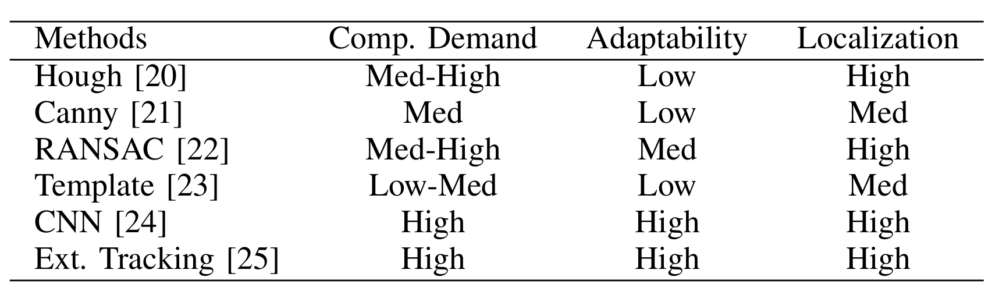 Methods Comp. Demand Adaptability Localization
Hough [20] Med-High Low High
Canny [21] Med Low Med
RANSAC [22] Med-High Med High
Template [23] Low-Med Low Med
CNN [24] High High High
Ext. Tracking [25] High High High